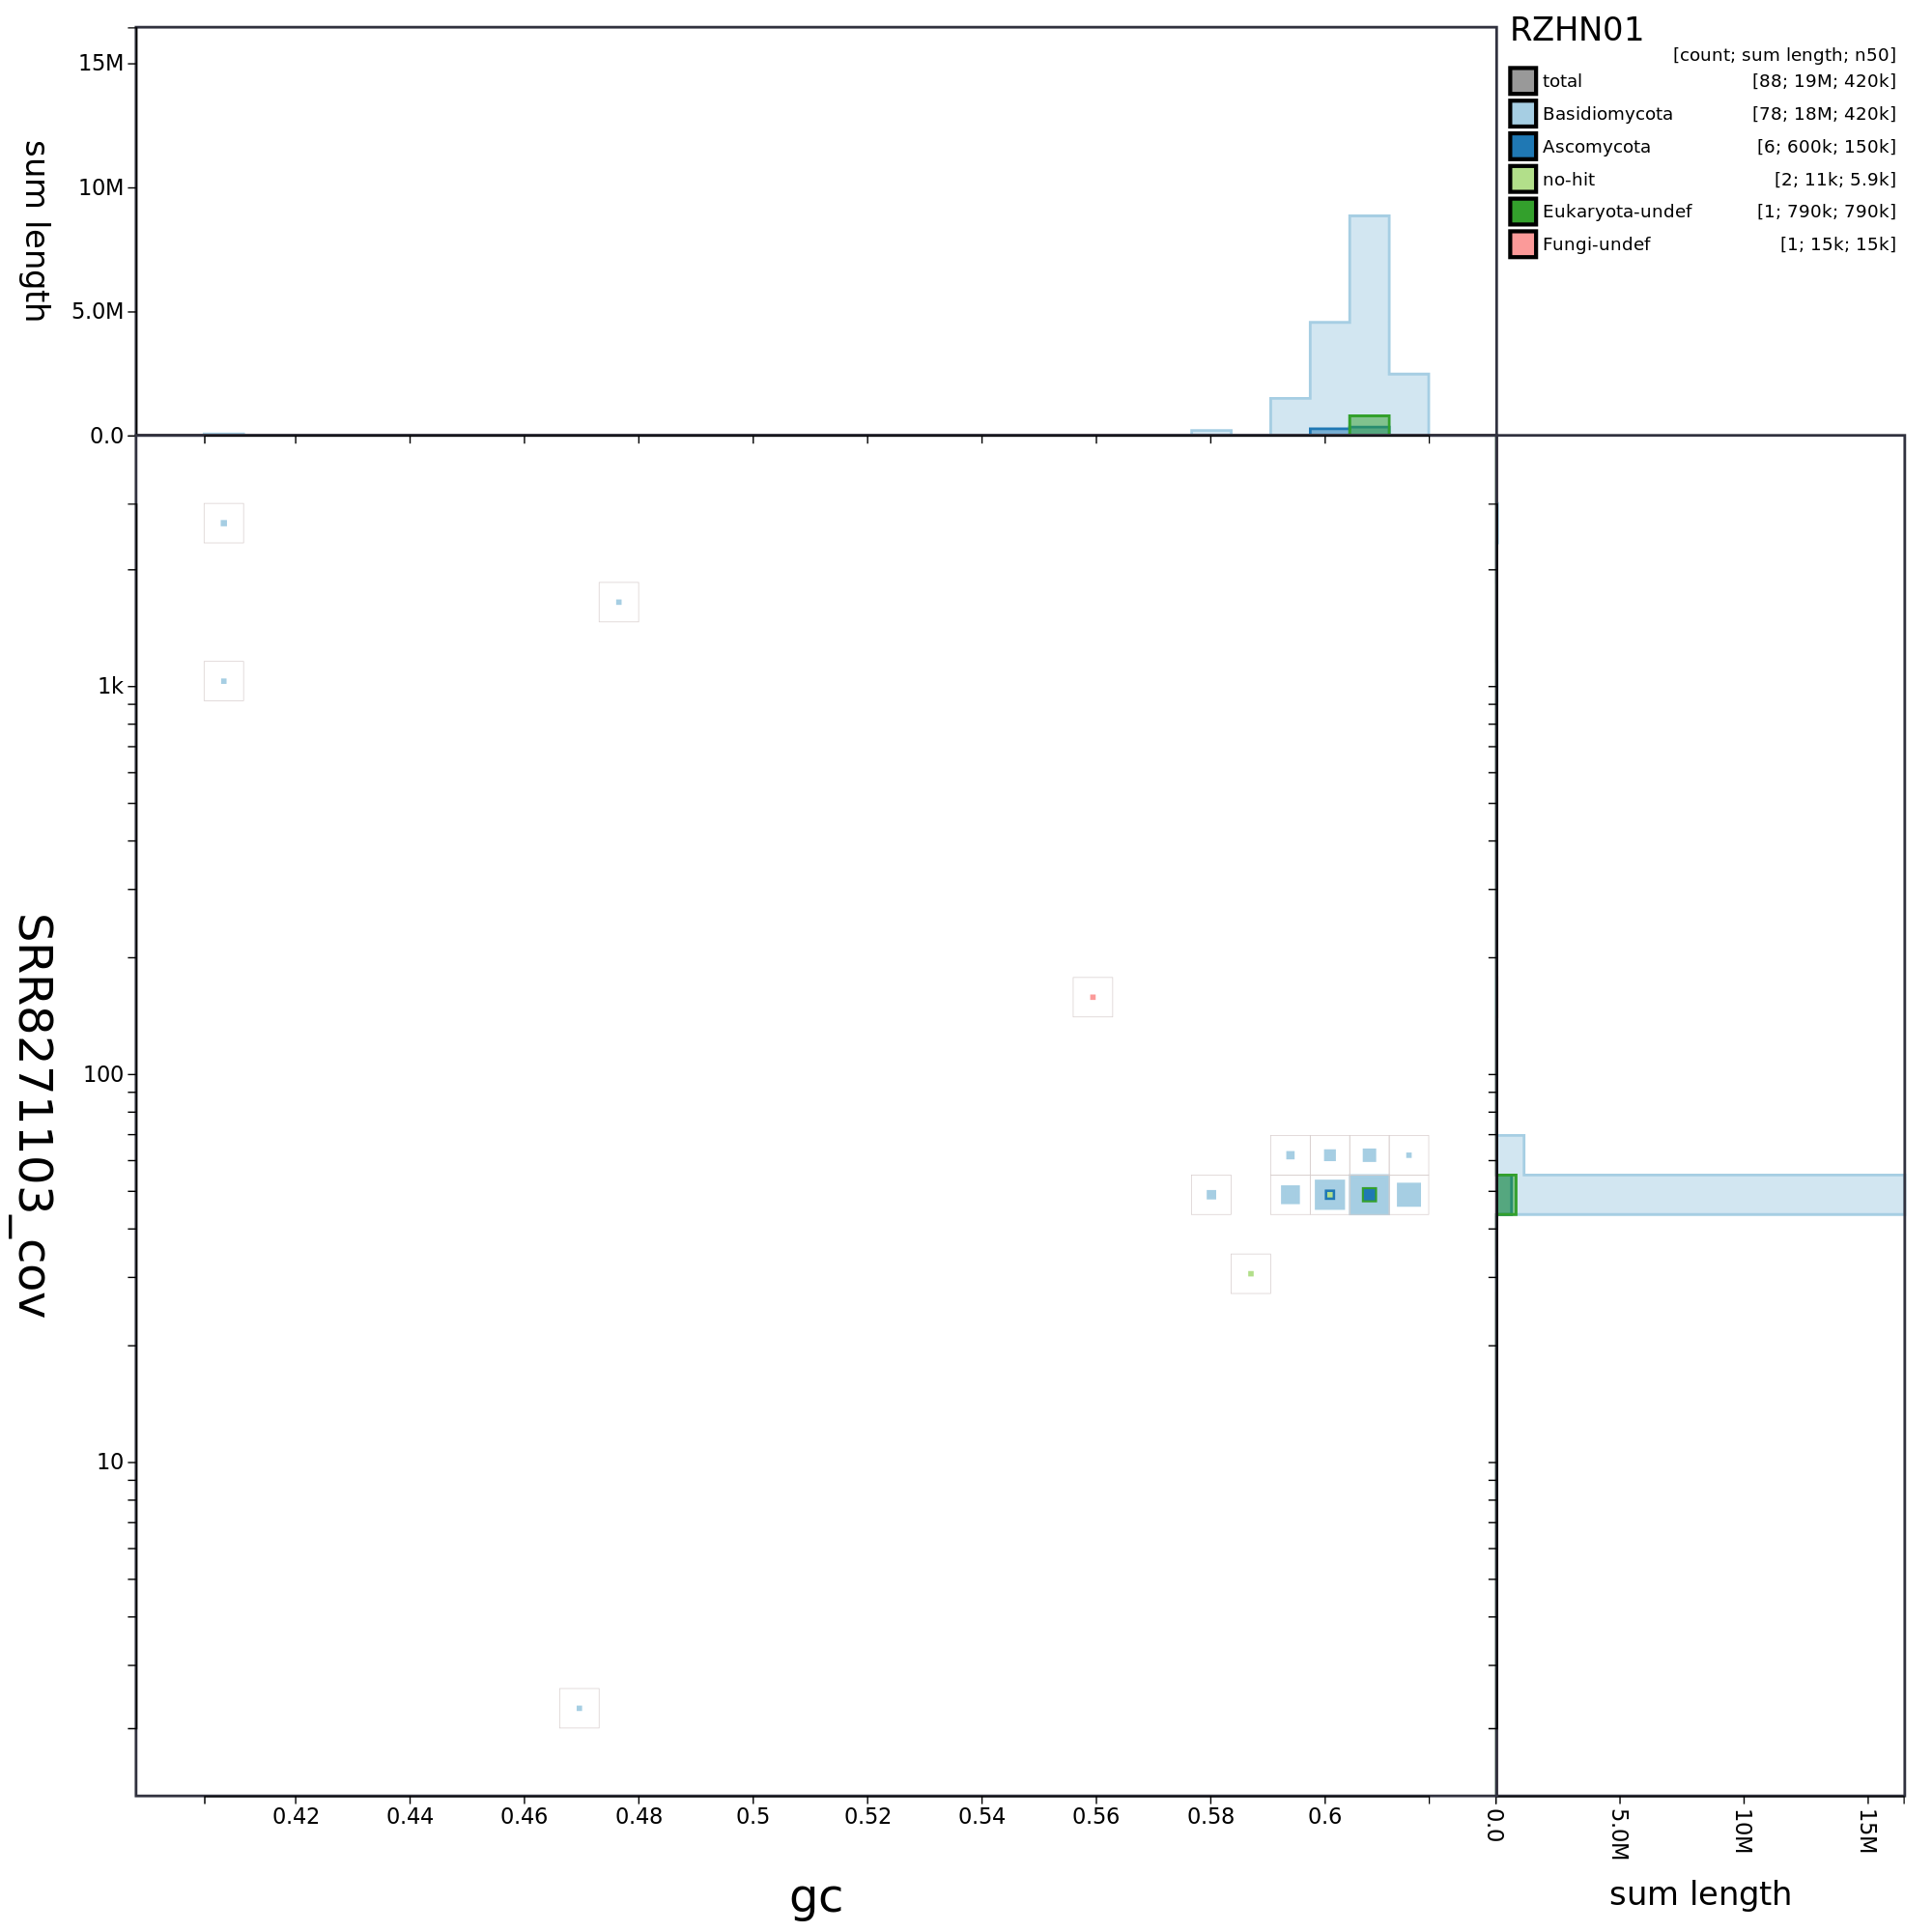 RZHN01
[count; sum length; n50]
total [88; 19M; 420k]
Basidiomycota [78; 18M; 420k]
Ascomycota [6; 600k; 150k]
no-hit [2; 11k; 5.9k]
Eukaryota-undef [1; 790k; 790k]
Fungi-undef [1; 15k; 15k]
sum length
15M
10M
5.0M
0.0
SRR8271103_cov
1k
100
10
0.42 0.44 0.46 0.48 0.5 0.52 0.54 0.56 0.58 0.6
gc
0.0 5.0M 10M 15M
sum length